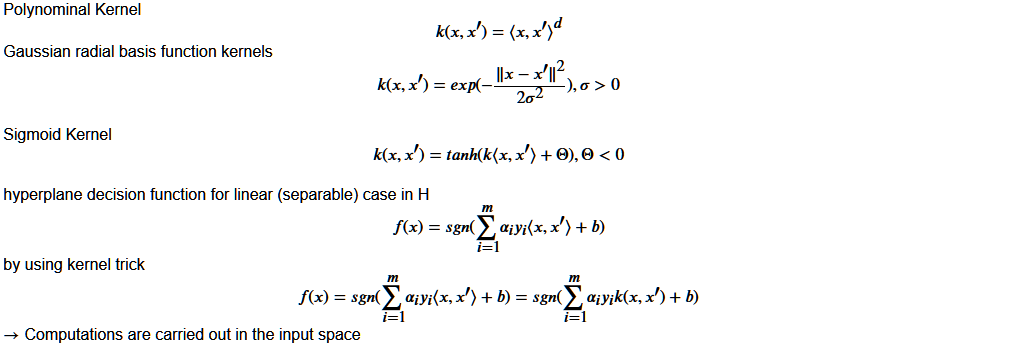 Polynominal Kernel
k(x, x′) = ⟨x, x′⟩^d
Gaussian radial basis function kernels
k(x, x′) = exp(−‖x − x′‖²/2σ²), σ > 0
Sigmoid Kernel
k(x, x′) = tanh(k⟨x, x′⟩ + Θ), Θ < 0
hyperplane decision function for linear (separable) case in H
f(x) = sgn(∑_{i=1}^{m} α_i y_i⟨x, x′⟩ + b)
by using kernel trick
f(x) = sgn(∑_{i=1}^{m} α_i y_i⟨x, x′⟩ + b) = sgn(∑_{i=1}^{m} α_i y_i k(x, x′) + b)
→ Computations are carried out in the input space